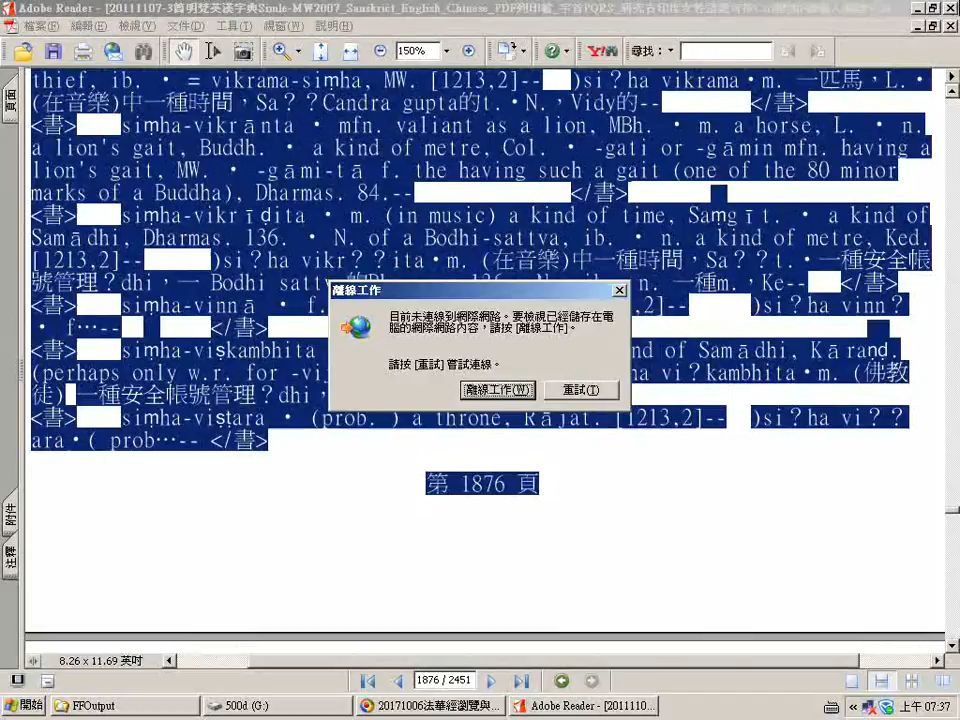 Adobe Reader - [20111107-3簡明梵英漢字典Simle-MW2007_Sanskrit_English_Chinese_PDF列印
檔案(F) 編輯(E) 檢視(V) 文件(D) 工具(T) 視窗(W) 說明(H)
150% Y! 尋找：
頁面
附件
注釋
thief, ib. • = vikrama-siṃha, MW. [1213,2]-- )si？ha vikrama•m. 一匹馬，L.•
(在音樂)中一種時間，Sa？？Candra gupta的t.•N.，Vidy的-- </書>
<書> siṃha-vikrānta • mfn. valiant as a lion, MBh. • m. a horse, L. • n.
a lion's gait, Buddh. • a kind of metre, Col. • -gati or -gāmin mfn. having a
lion's gait, MW. • -gāmi-tā f. the having such a gait (one of the 80 minor
marks of a Buddha), Dharmas. 84.-- </書>
<書> siṃha-vikrīḍita • m. (in music) a kind of time, Saṃgīt. • a kind of
Samādhi, Dharmas. 136. • N. of a Bodhi-sattva, ib. • n. a kind of metre, Ked.
[1213,2]-- )si？ha vikr？？ita•m. (在音樂)中一種時間，Sa？？t.•一種安全帳
號管理？dhi，— Bodhi satt 一種m.，Ke-- </書>
<書> siṃha-vinnā • f. )si？ha vinn？
• f…-- </書>
<書> siṃha-viṣkambhita nd of Samādhi, Kāraṇḍ.
(perhaps only w.r. for -vi ha vi？kambhita•m. (佛教
徒) 一種安全帳號管理？dhi，
<書> siṃha-viṣṭara • (prob. ) a throne, Rājat. [1213,2]-- )si？ha vi？？
ara•( prob…-- </書>
第 1876 頁
離線工作
目前未連線到網際網路。要檢視已經儲存在電
腦的網際網路內容，請按 [離線工作]。
請按 [重試] 嘗試連線。
離線工作(W) 重試(T)
8.26 x 11.69 英吋
1876 / 2451
開始 FFOutput 500d (G:) 20171006法華經瀏覽與... Adobe Reader - [2011110... 上午 07:37